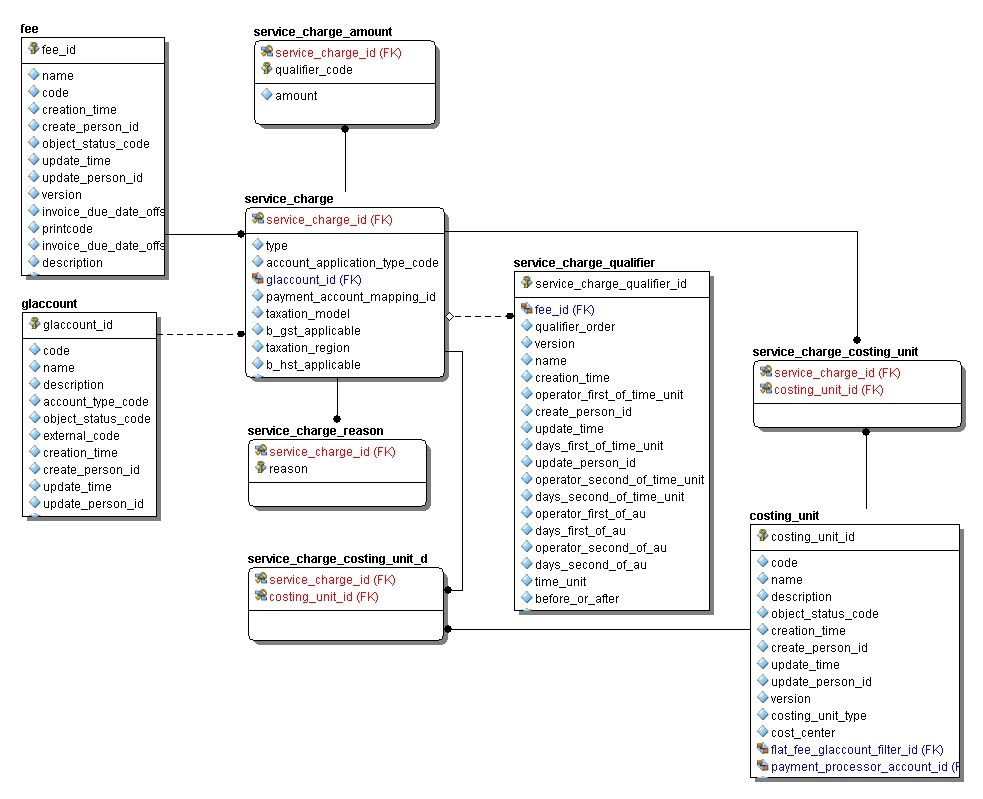 fee
fee_id
name
code
creation_time
create_person_id
object_status_code
update_time
update_person_id
version
invoice_due_date_offs
printcode
invoice_due_date_offs
description
service_charge_amount
service_charge_id (FK)
qualifier_code
amount
service_charge
service_charge_id (FK)
type
account_application_type_code
glaccount_id (FK)
payment_account_mapping_id
taxation_model
b_gst_applicable
taxation_region
b_hst_applicable
glaccount
glaccount_id
code
name
description
account_type_code
object_status_code
external_code
creation_time
create_person_id
update_time
update_person_id
service_charge_reason
service_charge_id (FK)
reason
service_charge_costing_unit_d
service_charge_id (FK)
costing_unit_id (FK)
service_charge_qualifier
service_charge_qualifier_id
fee_id (FK)
qualifier_order
version
name
creation_time
operator_first_of_time_unit
create_person_id
update_time
days_first_of_time_unit
update_person_id
operator_second_of_time_unit
days_second_of_time_unit
operator_first_of_au
days_first_of_au
operator_second_of_au
days_second_of_au
time_unit
before_or_after
service_charge_costing_unit
service_charge_id (FK)
costing_unit_id (FK)
costing_unit
costing_unit_id
code
name
description
object_status_code
creation_time
create_person_id
update_time
update_person_id
version
costing_unit_type
cost_center
flat_fee_glaccount_filter_id (FK)
payment_processor_account_id (F